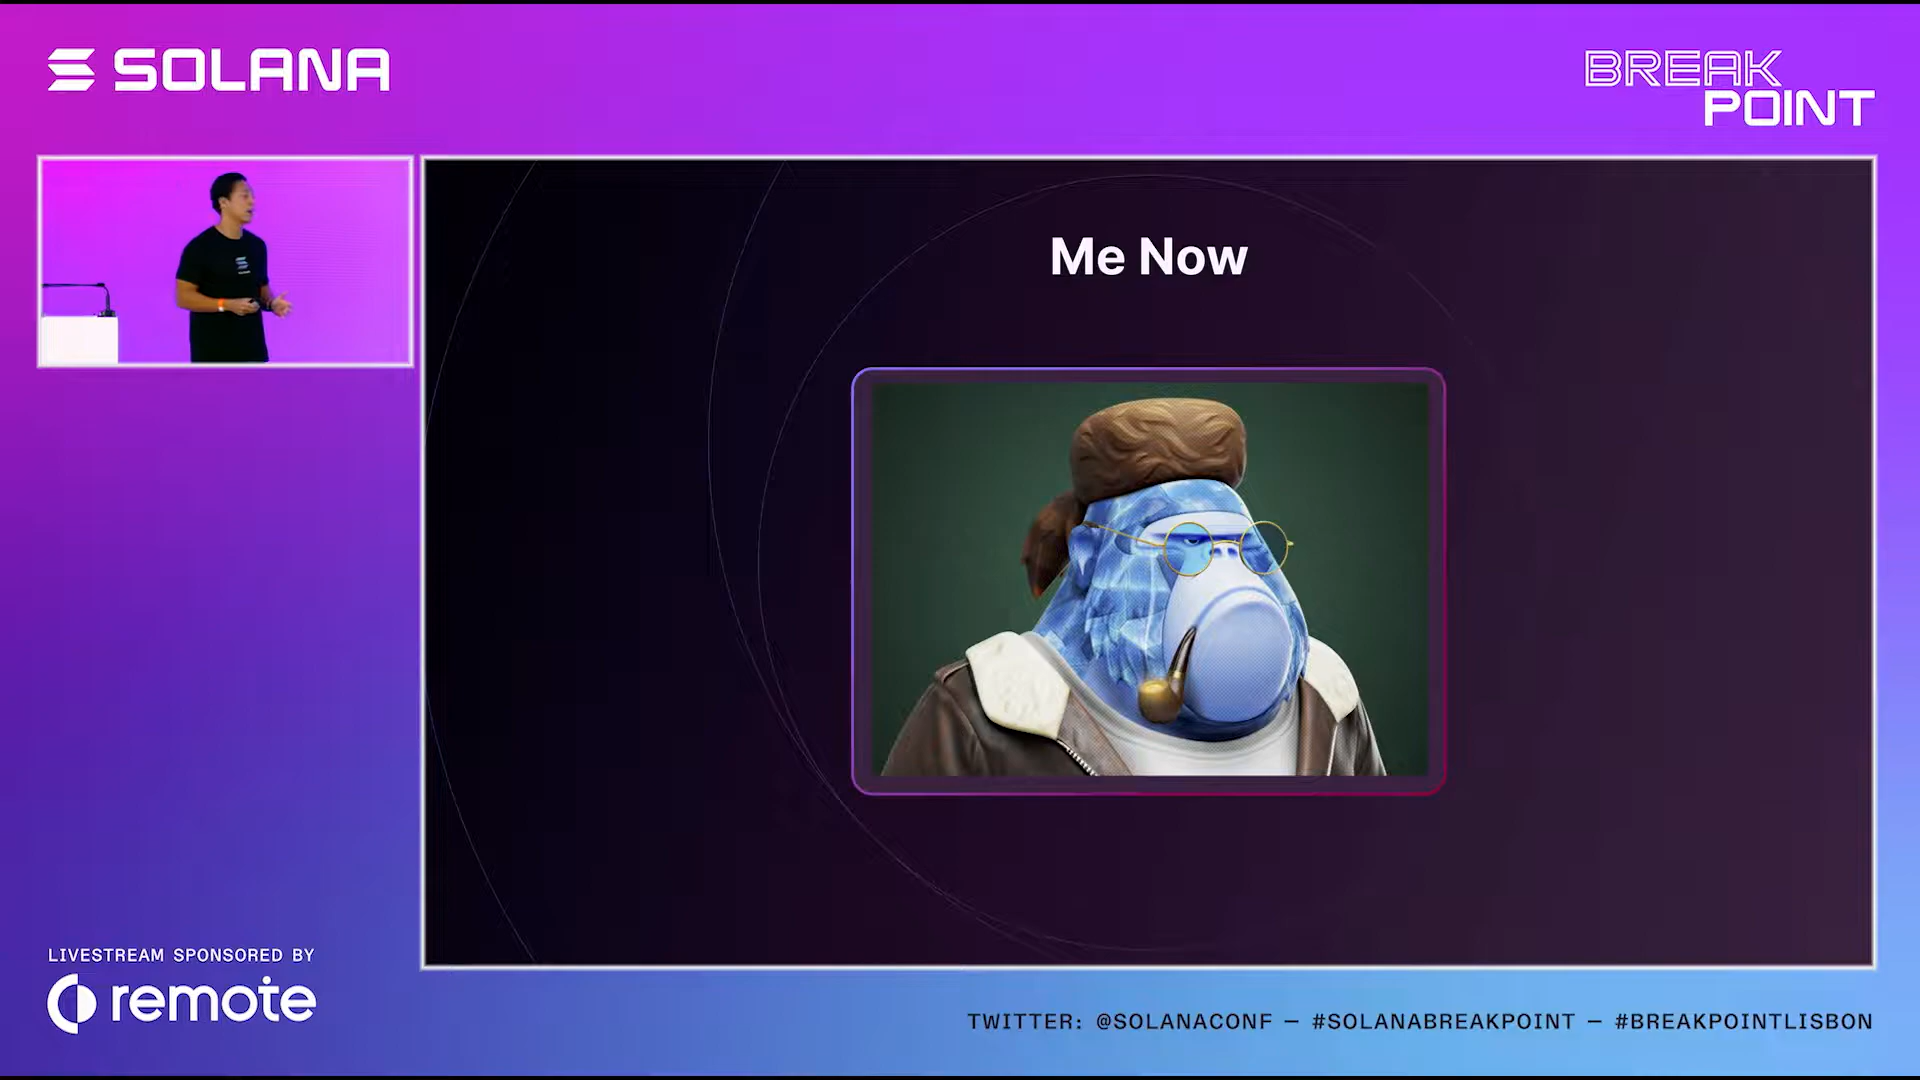 SOLANA
BREAK
POINT
Me Now
LIVESTREAM SPONSORED BY
remote
TWITTER: @SOLANACONF — #SOLANABREAKPOINT — #BREAKPOINTLISBON